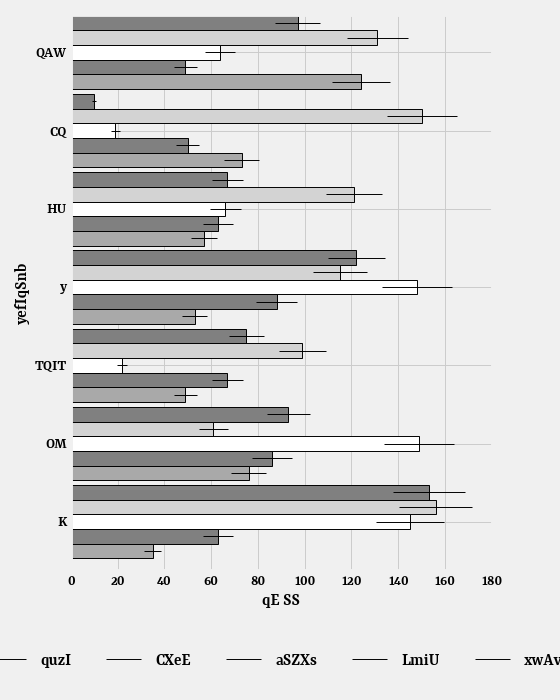 QAW
CQ
HU
y
TQIT
OM
K
yefIqSnb
0 20 40 60 80 100 120 140 160 180
qE SS
quzI CXeE aSZXs LmiU xwAv